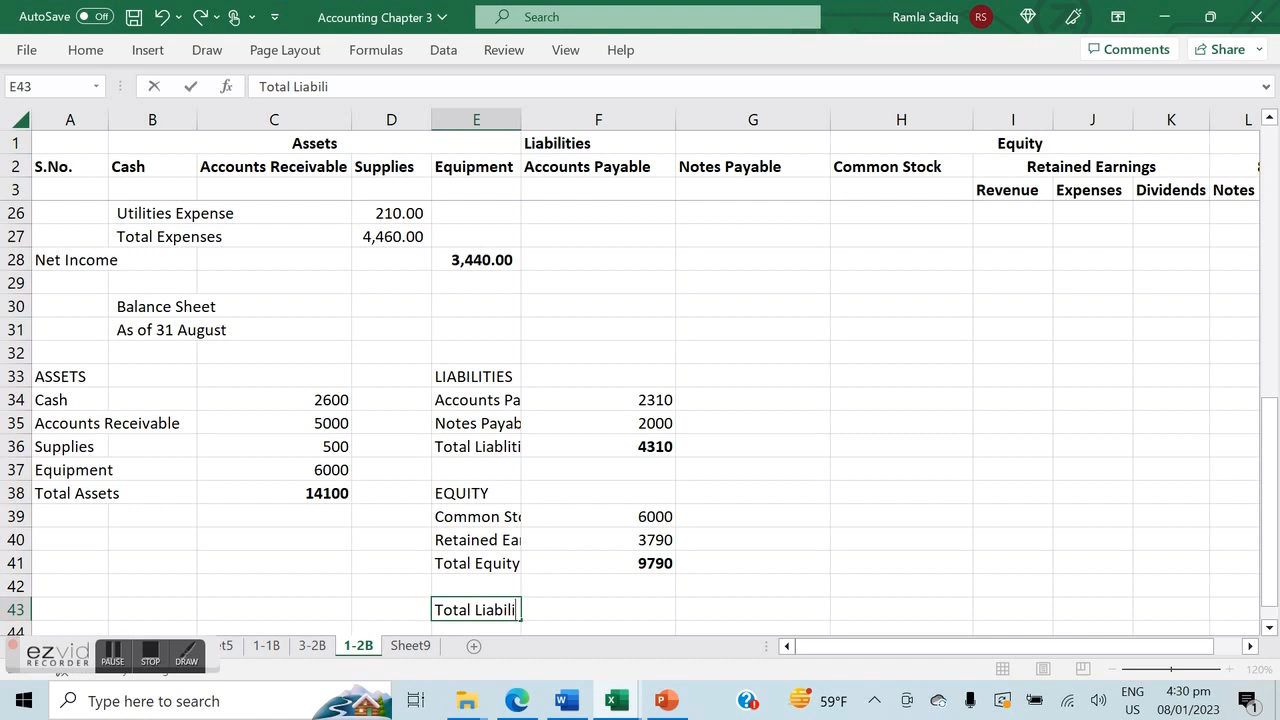 AutoSave Off Accounting Chapter 3 Search Ramla Sadiq RS
File Home Insert Draw Page Layout Formulas Data Review View Help Comments Share
E43 fx Total Liabili
A B C D E F G H I J K L
1 Assets Liabilities Equity
2 S.No. Cash Accounts Receivable Supplies Equipment Accounts Payable Notes Payable Common Stock Retained Earnings
3 Revenue Expenses Dividends Notes
26 Utilities Expense 210.00
27 Total Expenses 4,460.00
28 Net Income 3,440.00
29
30 Balance Sheet
31 As of 31 August
32
33 ASSETS LIABILITIES
34 Cash 2600 Accounts Pa 2310
35 Accounts Receivable 5000 Notes Payab 2000
36 Supplies 500 Total Liabliti 4310
37 Equipment 6000
38 Total Assets 14100 EQUITY
39 Common Sto 6000
40 Retained Ear 3790
41 Total Equity 9790
42
43 Total Liabili
44
ezvid RECORDER PAUSE STOP DRAW t5 1-1B 3-2B 1-2B Sheet9
120%
Type here to search 59°F ENG US 4:30 pm 08/01/2023 1